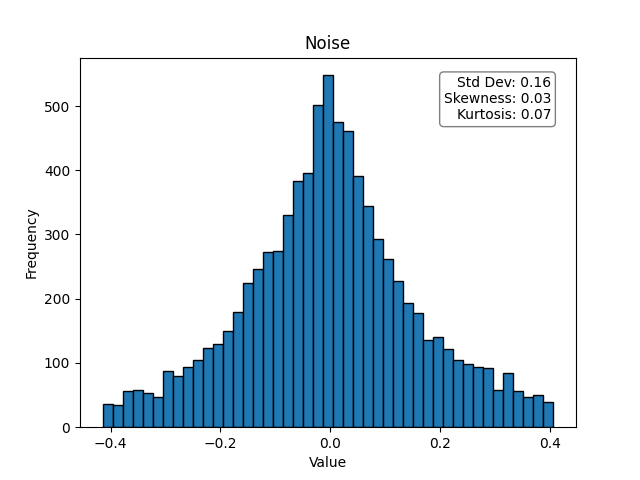 Noise
Std Dev: 0.16
Skewness: 0.03
Kurtosis: 0.07
Frequency
500
400
300
200
100
0
−0.4 −0.2 0.0 0.2 0.4
Value